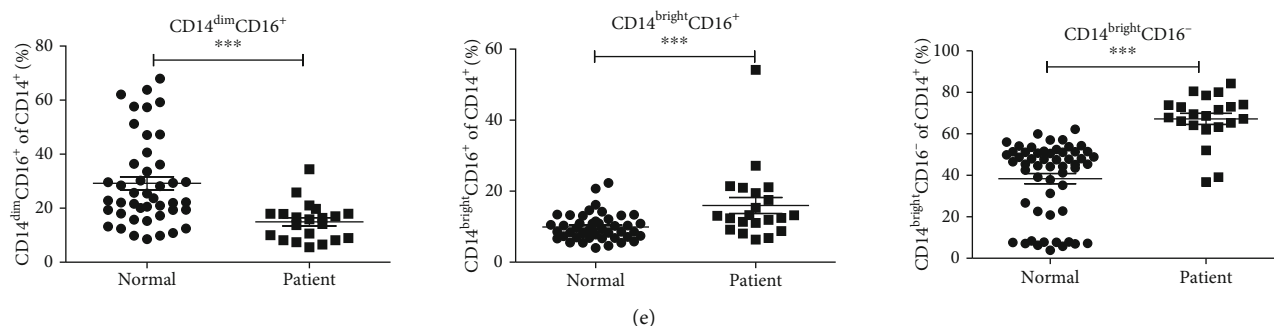 CD14dimCD16+
***
CD14dimCD16+ of CD14+ (%)
80
60
40
20
0
Normal
Patient
CD14brightCD16+
***
CD14brightCD16+ of CD14+ (%)
60
40
20
0
Normal
Patient
CD14brightCD16−
***
CD14brightCD16− of CD14+ (%)
100
80
60
40
20
0
Normal
Patient
(e)